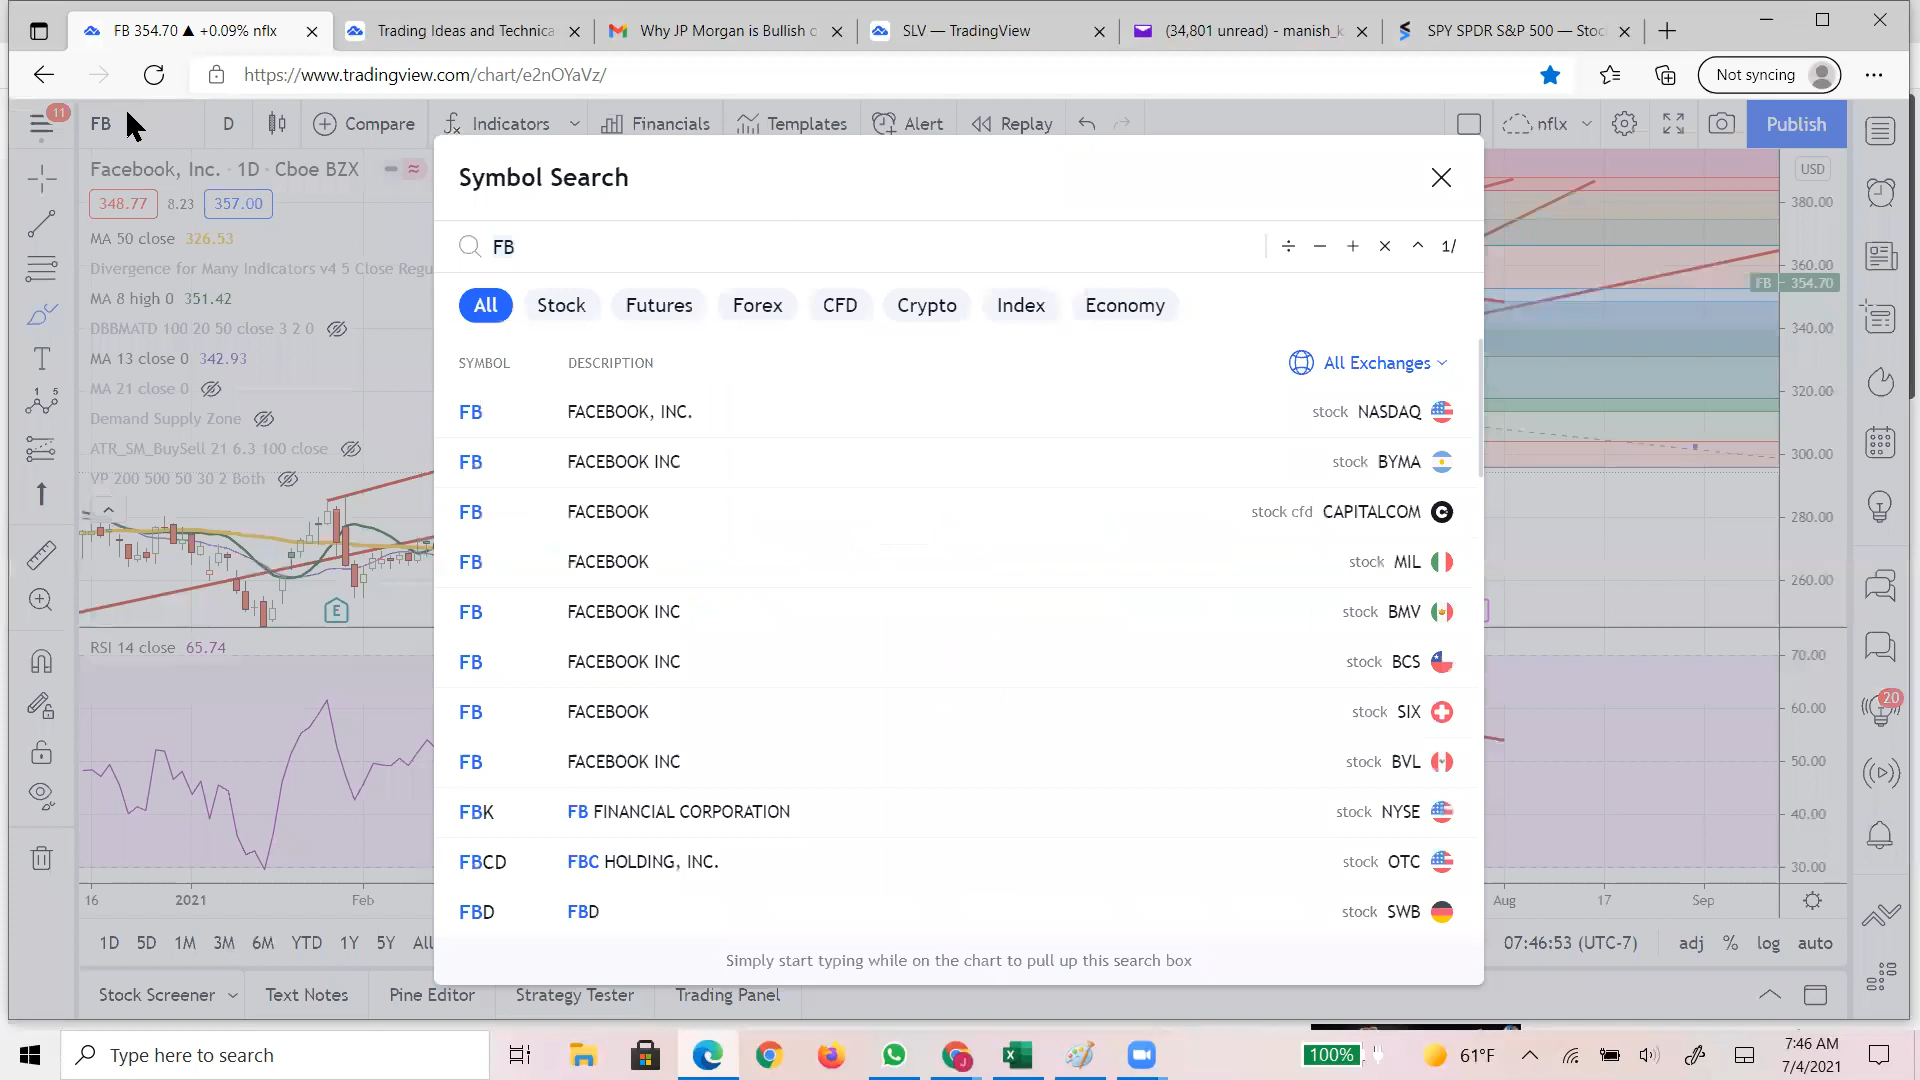 FB 354.70 ▲ +0.09% nflx
Trading Ideas and Technica
Why JP Morgan is Bullish o
SLV — TradingView
(34,801 unread) - manish_k
SPY SPDR S&P 500 — Stoc
https://www.tradingview.com/chart/e2nOYaVz/
Not syncing
11
FB
D
Compare
Indicators
Financials
Templates
Alert
Replay
nflx
Publish
Facebook, Inc. · 1D · Cboe BZX
348.77 8.23 357.00
MA 50 close 326.53
Divergence for Many Indicators v4 5 Close Regu
MA 8 high 0 351.42
DBBMATD 100 20 50 close 3 2 0
MA 13 close 0 342.93
MA 21 close 0
Demand Supply Zone
ATR_SM_BuySell 21 6.3 100 close
VP 200 500 50 30 2 Both
E
RSI 14 close 65.74
16 2021 Feb
Symbol Search
FB
÷ − + × ^ 1/
All Stock Futures Forex CFD Crypto Index Economy
SYMBOL DESCRIPTION All Exchanges
FB FACEBOOK, INC. stock NASDAQ
FB FACEBOOK INC stock BYMA
FB FACEBOOK stock cfd CAPITALCOM
FB FACEBOOK stock MIL
FB FACEBOOK INC stock BMV
FB FACEBOOK INC stock BCS
FB FACEBOOK stock SIX
FB FACEBOOK INC stock BVL
FBK FB FINANCIAL CORPORATION stock NYSE
FBCD FBC HOLDING, INC. stock OTC
FBD FBD stock SWB
Simply start typing while on the chart to pull up this search box
USD
380.00
360.00
FB 354.70
340.00
320.00
300.00
280.00
260.00
70.00
60.00
50.00
40.00
30.00
Aug 17 Sep
20
1D 5D 1M 3M 6M YTD 1Y 5Y All
07:46:53 (UTC-7) adj % log auto
Stock Screener Text Notes Pine Editor Strategy Tester Trading Panel
Type here to search
100%
61°F
7:46 AM
7/4/2021